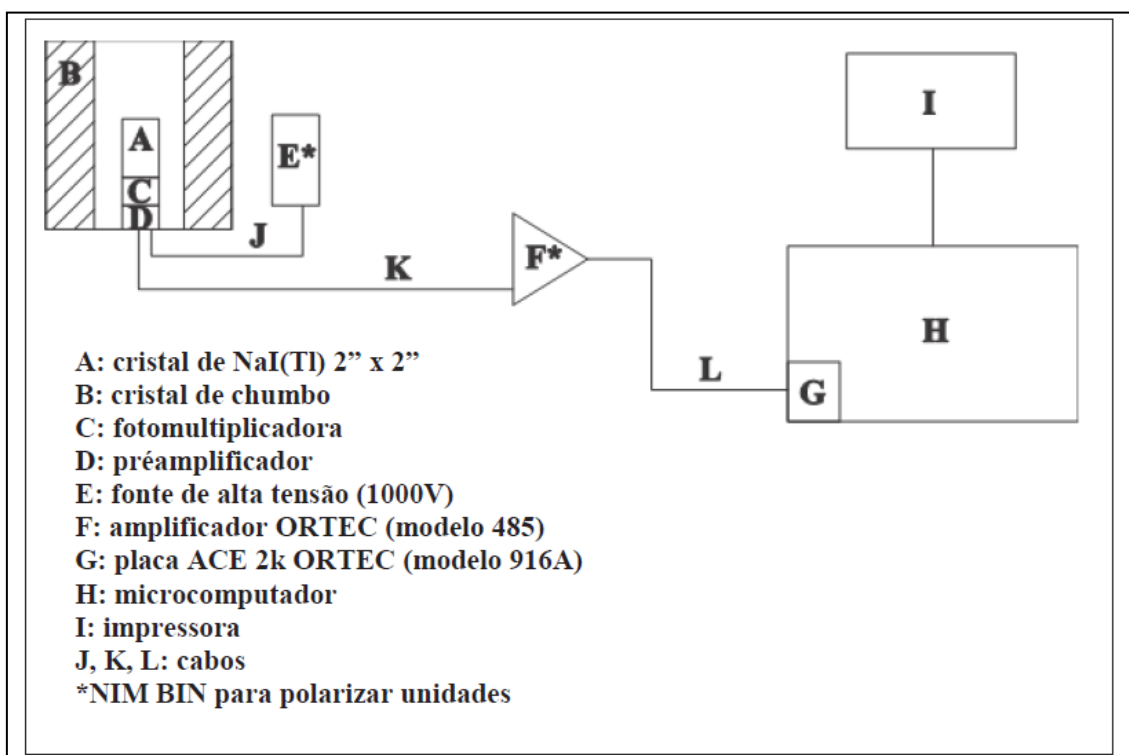 B
A
C
D
E*
J
K
F*
L
G
H
I
A: cristal de NaI(Tl) 2” x 2”
B: cristal de chumbo
C: fotomultiplicadora
D: préamplificador
E: fonte de alta tensão (1000V)
F: amplificador ORTEC (modelo 485)
G: placa ACE 2k ORTEC (modelo 916A)
H: microcomputador
I: impressora
J, K, L: cabos
*NIM BIN para polarizar unidades